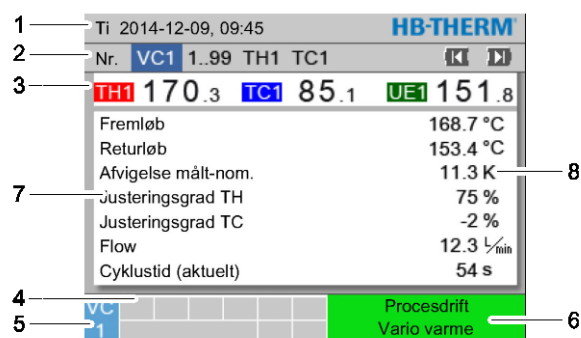 1 Ti 2014-12-09, 09:45 HB-THERM®
2 Nr. VC1 1..99 TH1 TC1
3 TH1 170.3 TC1 85.1 UE1 151.8
Fremløb 168.7 °C
Returløb 153.4 °C
Afvigelse målt-nom. 11.3 K 8
7 Justeringsgrad TH 75 %
Justeringsgrad TC -2 %
Flow 12.3 L/min
Cyklustid (aktuelt) 54 s
4 VC Procesdrift
5 1 Vario varme 6